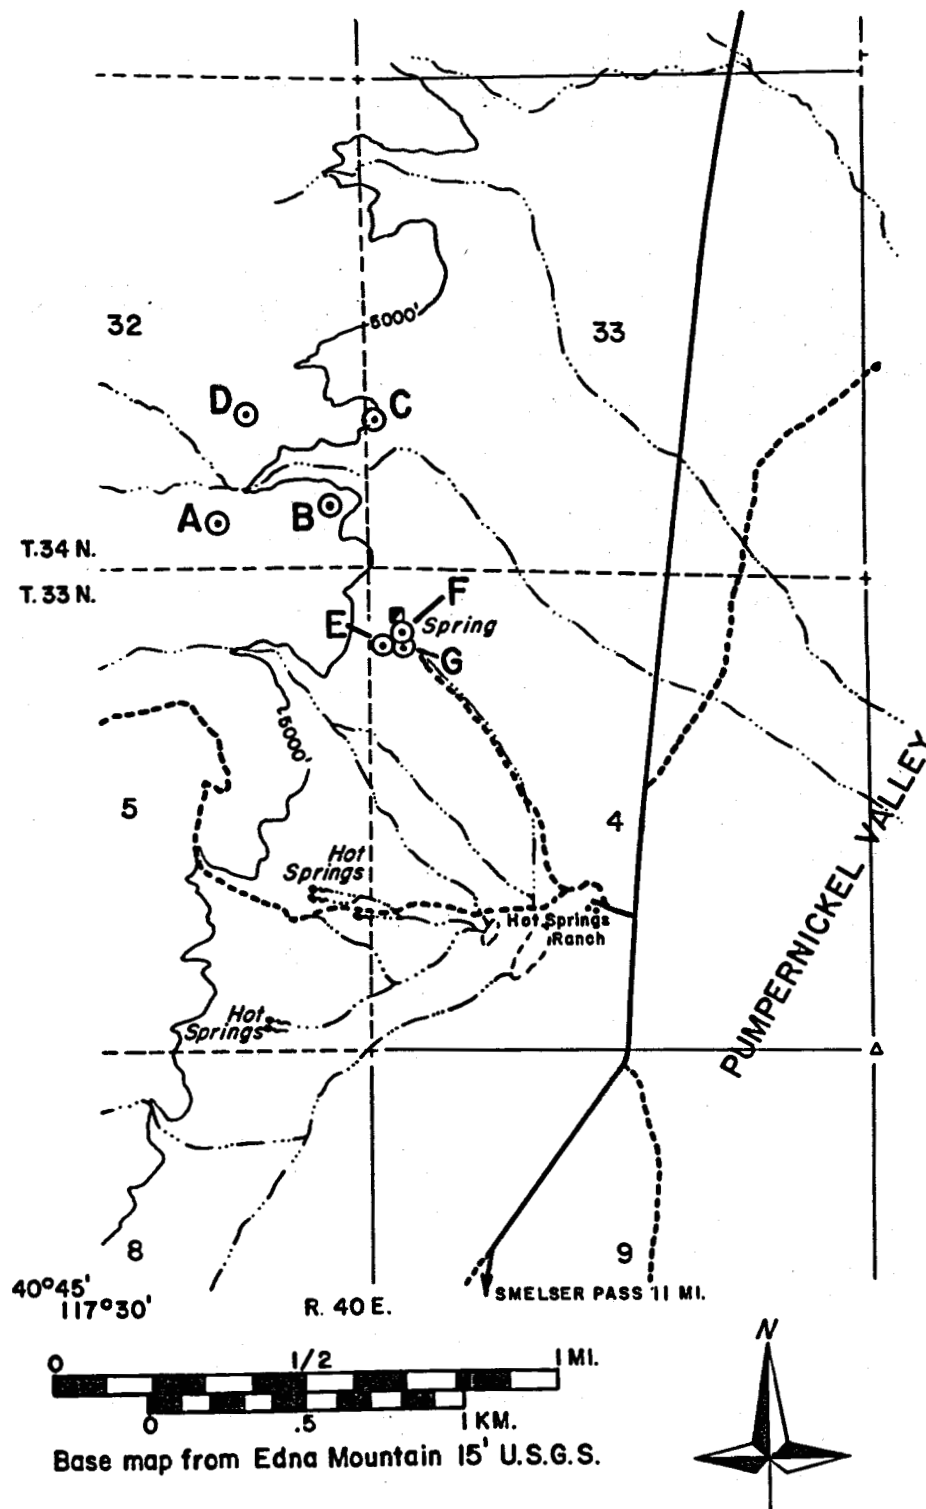 32
5000'
33
D
C
A
B
T.34 N.
T.33 N.
F
E
Spring
G
5000'
5
4
PUMPERNICKEL VALLEY
Hot
Springs
Hot Springs
Ranch
Hot
Springs
8
9
40°45'
117°30'
R. 40 E.
SMELSER PASS 11 MI.
N
0 1/2 1 MI.
0 .5 1 KM.
Base map from Edna Mountain 15' U.S.G.S.